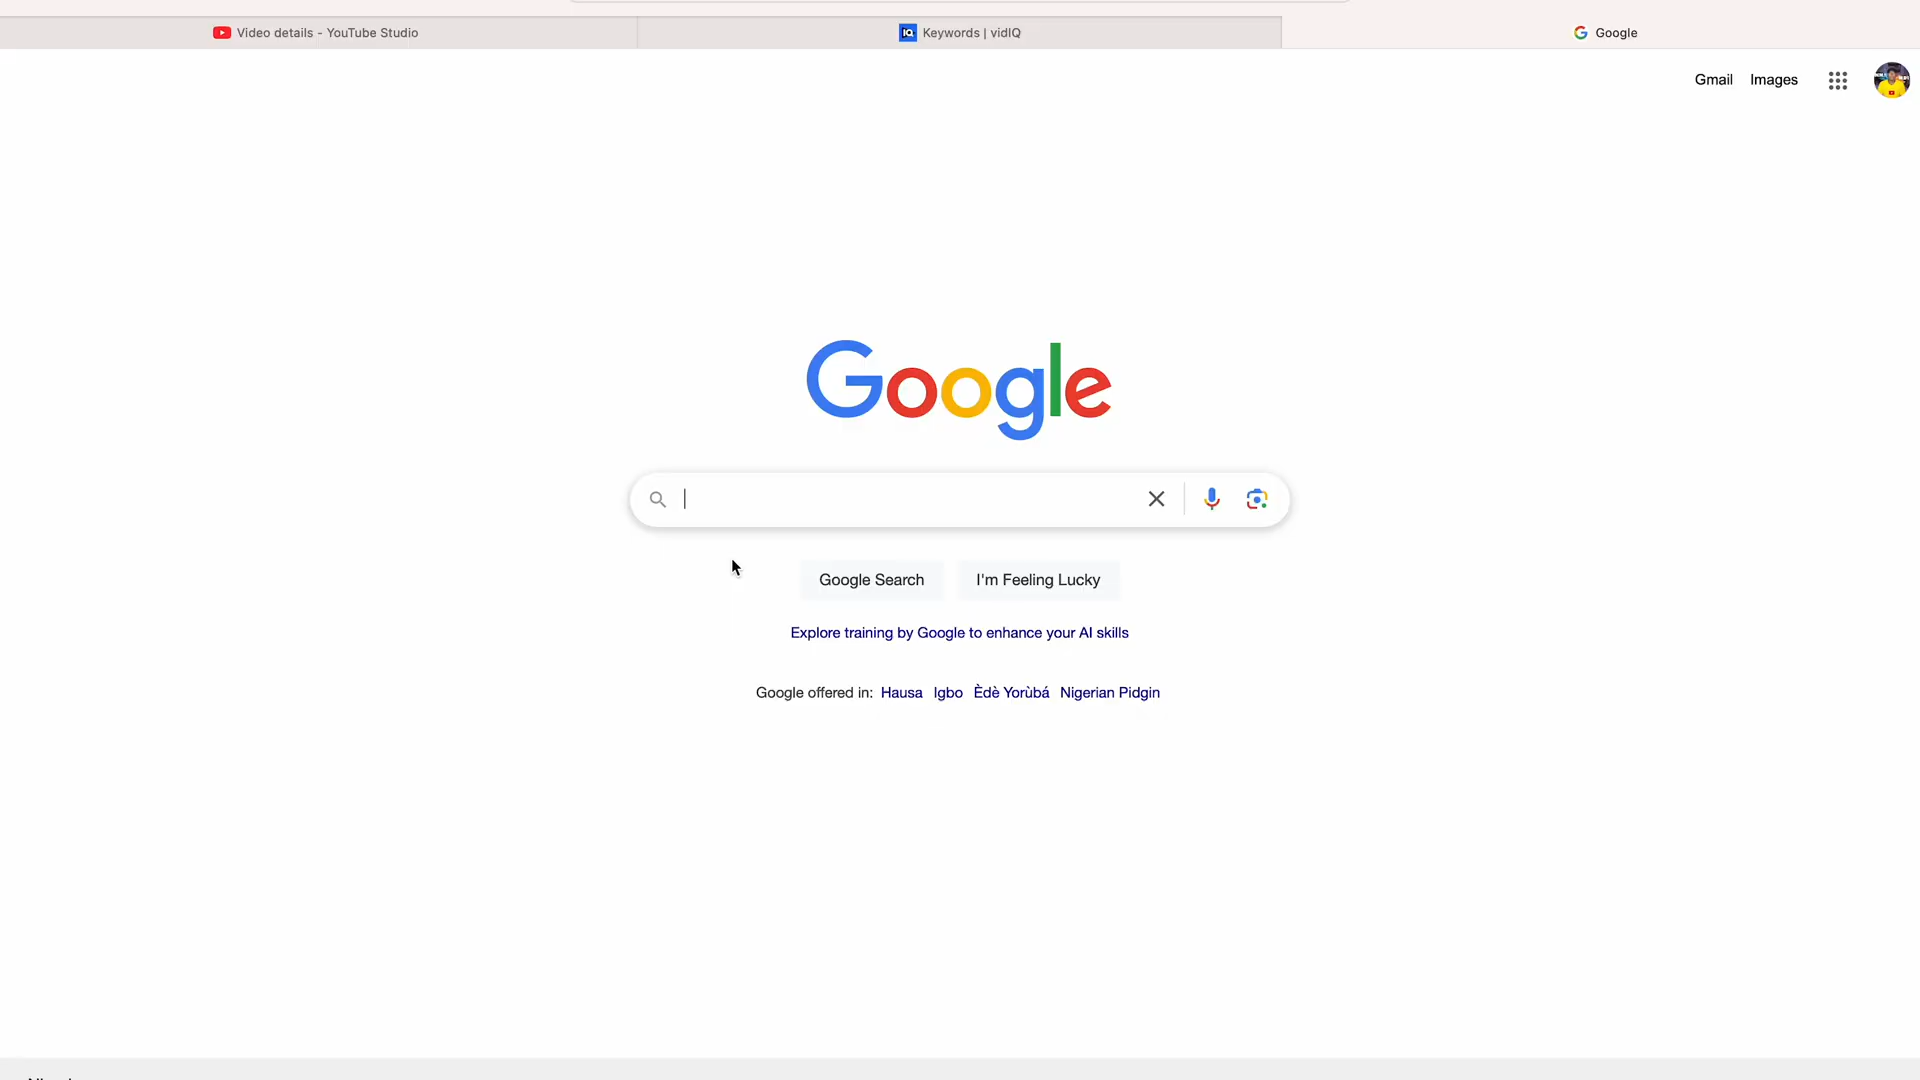 Video details - YouTube Studio
Keywords | vidIQ
Google
Gmail Images
Google
Google Search
I'm Feeling Lucky
Explore training by Google to enhance your AI skills
Google offered in: Hausa Igbo Èdè Yorùbá Nigerian Pidgin